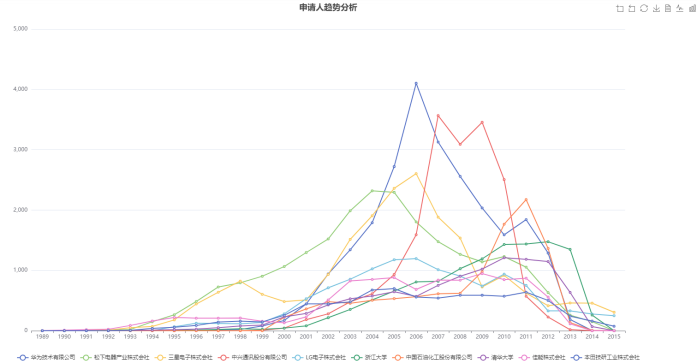 申请人趋势分析
5,000
4,000
3,000
2,000
1,000
0
1989 1990 1991 1992 1993 1994 1995 1996 1997 1998 1999 2000 2001 2002 2003 2004 2005 2006 2007 2008 2009 2010 2011 2012 2013 2014 2015
华为技术有限公司 松下电器产业株式会社 三星电子株式会社 中兴通讯股份有限公司 LG电子株式会社 浙江大学 中国石油化工股份有限公司 清华大学 佳能株式会社 丰田技研工业株式会社